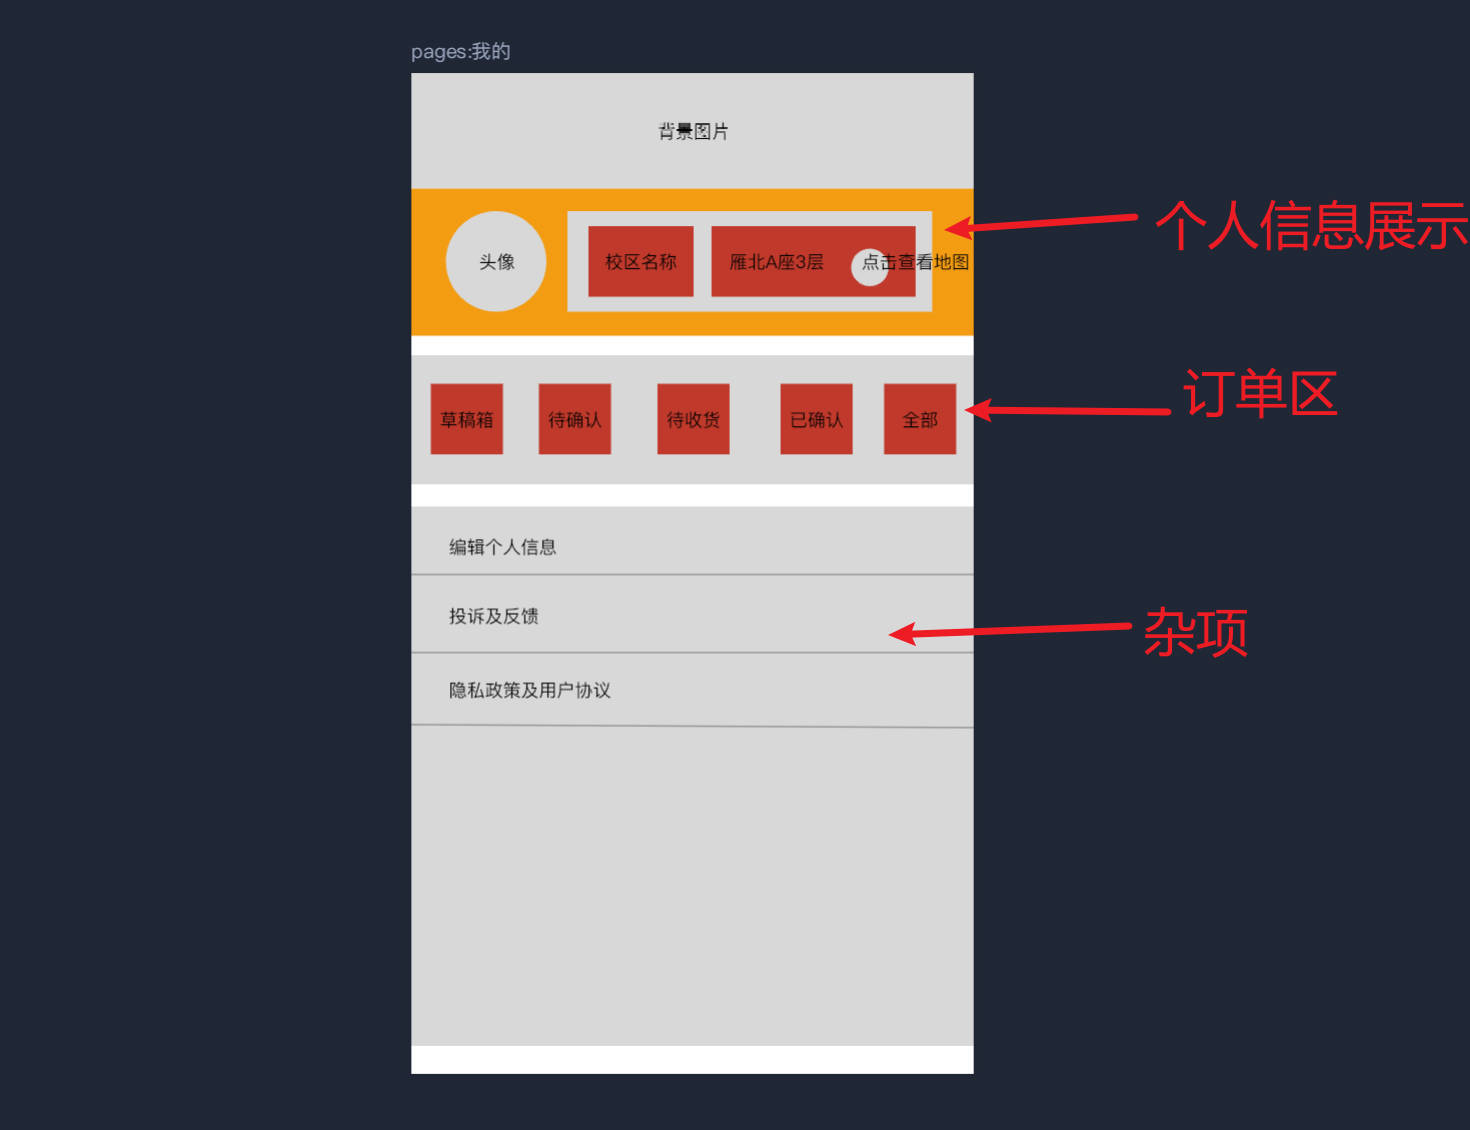 pages:我的
背景图片
个人信息展示
头像
校区名称
雁北A座3层
点击查看地图
订单区
草稿箱
待确认
待收货
已确认
全部
编辑个人信息
投诉及反馈
杂项
隐私政策及用户协议